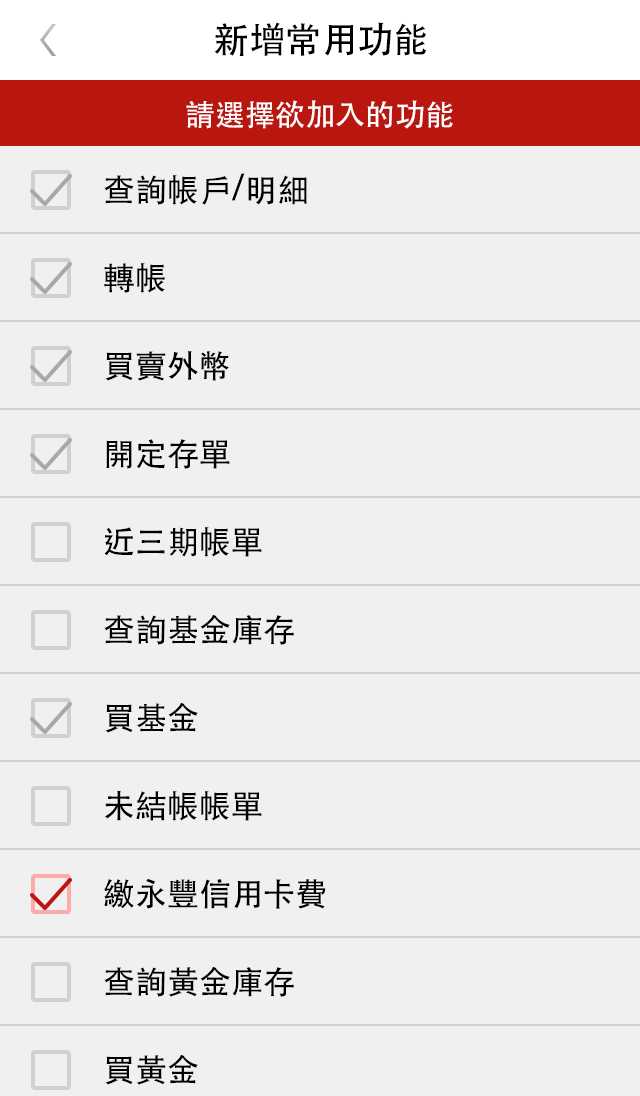 新增常用功能
請選擇欲加入的功能
查詢帳戶/明細
轉帳
買賣外幣
開定存單
近三期帳單
查詢基金庫存
買基金
未結帳帳單
繳永豐信用卡費
查詢黃金庫存
買黃金